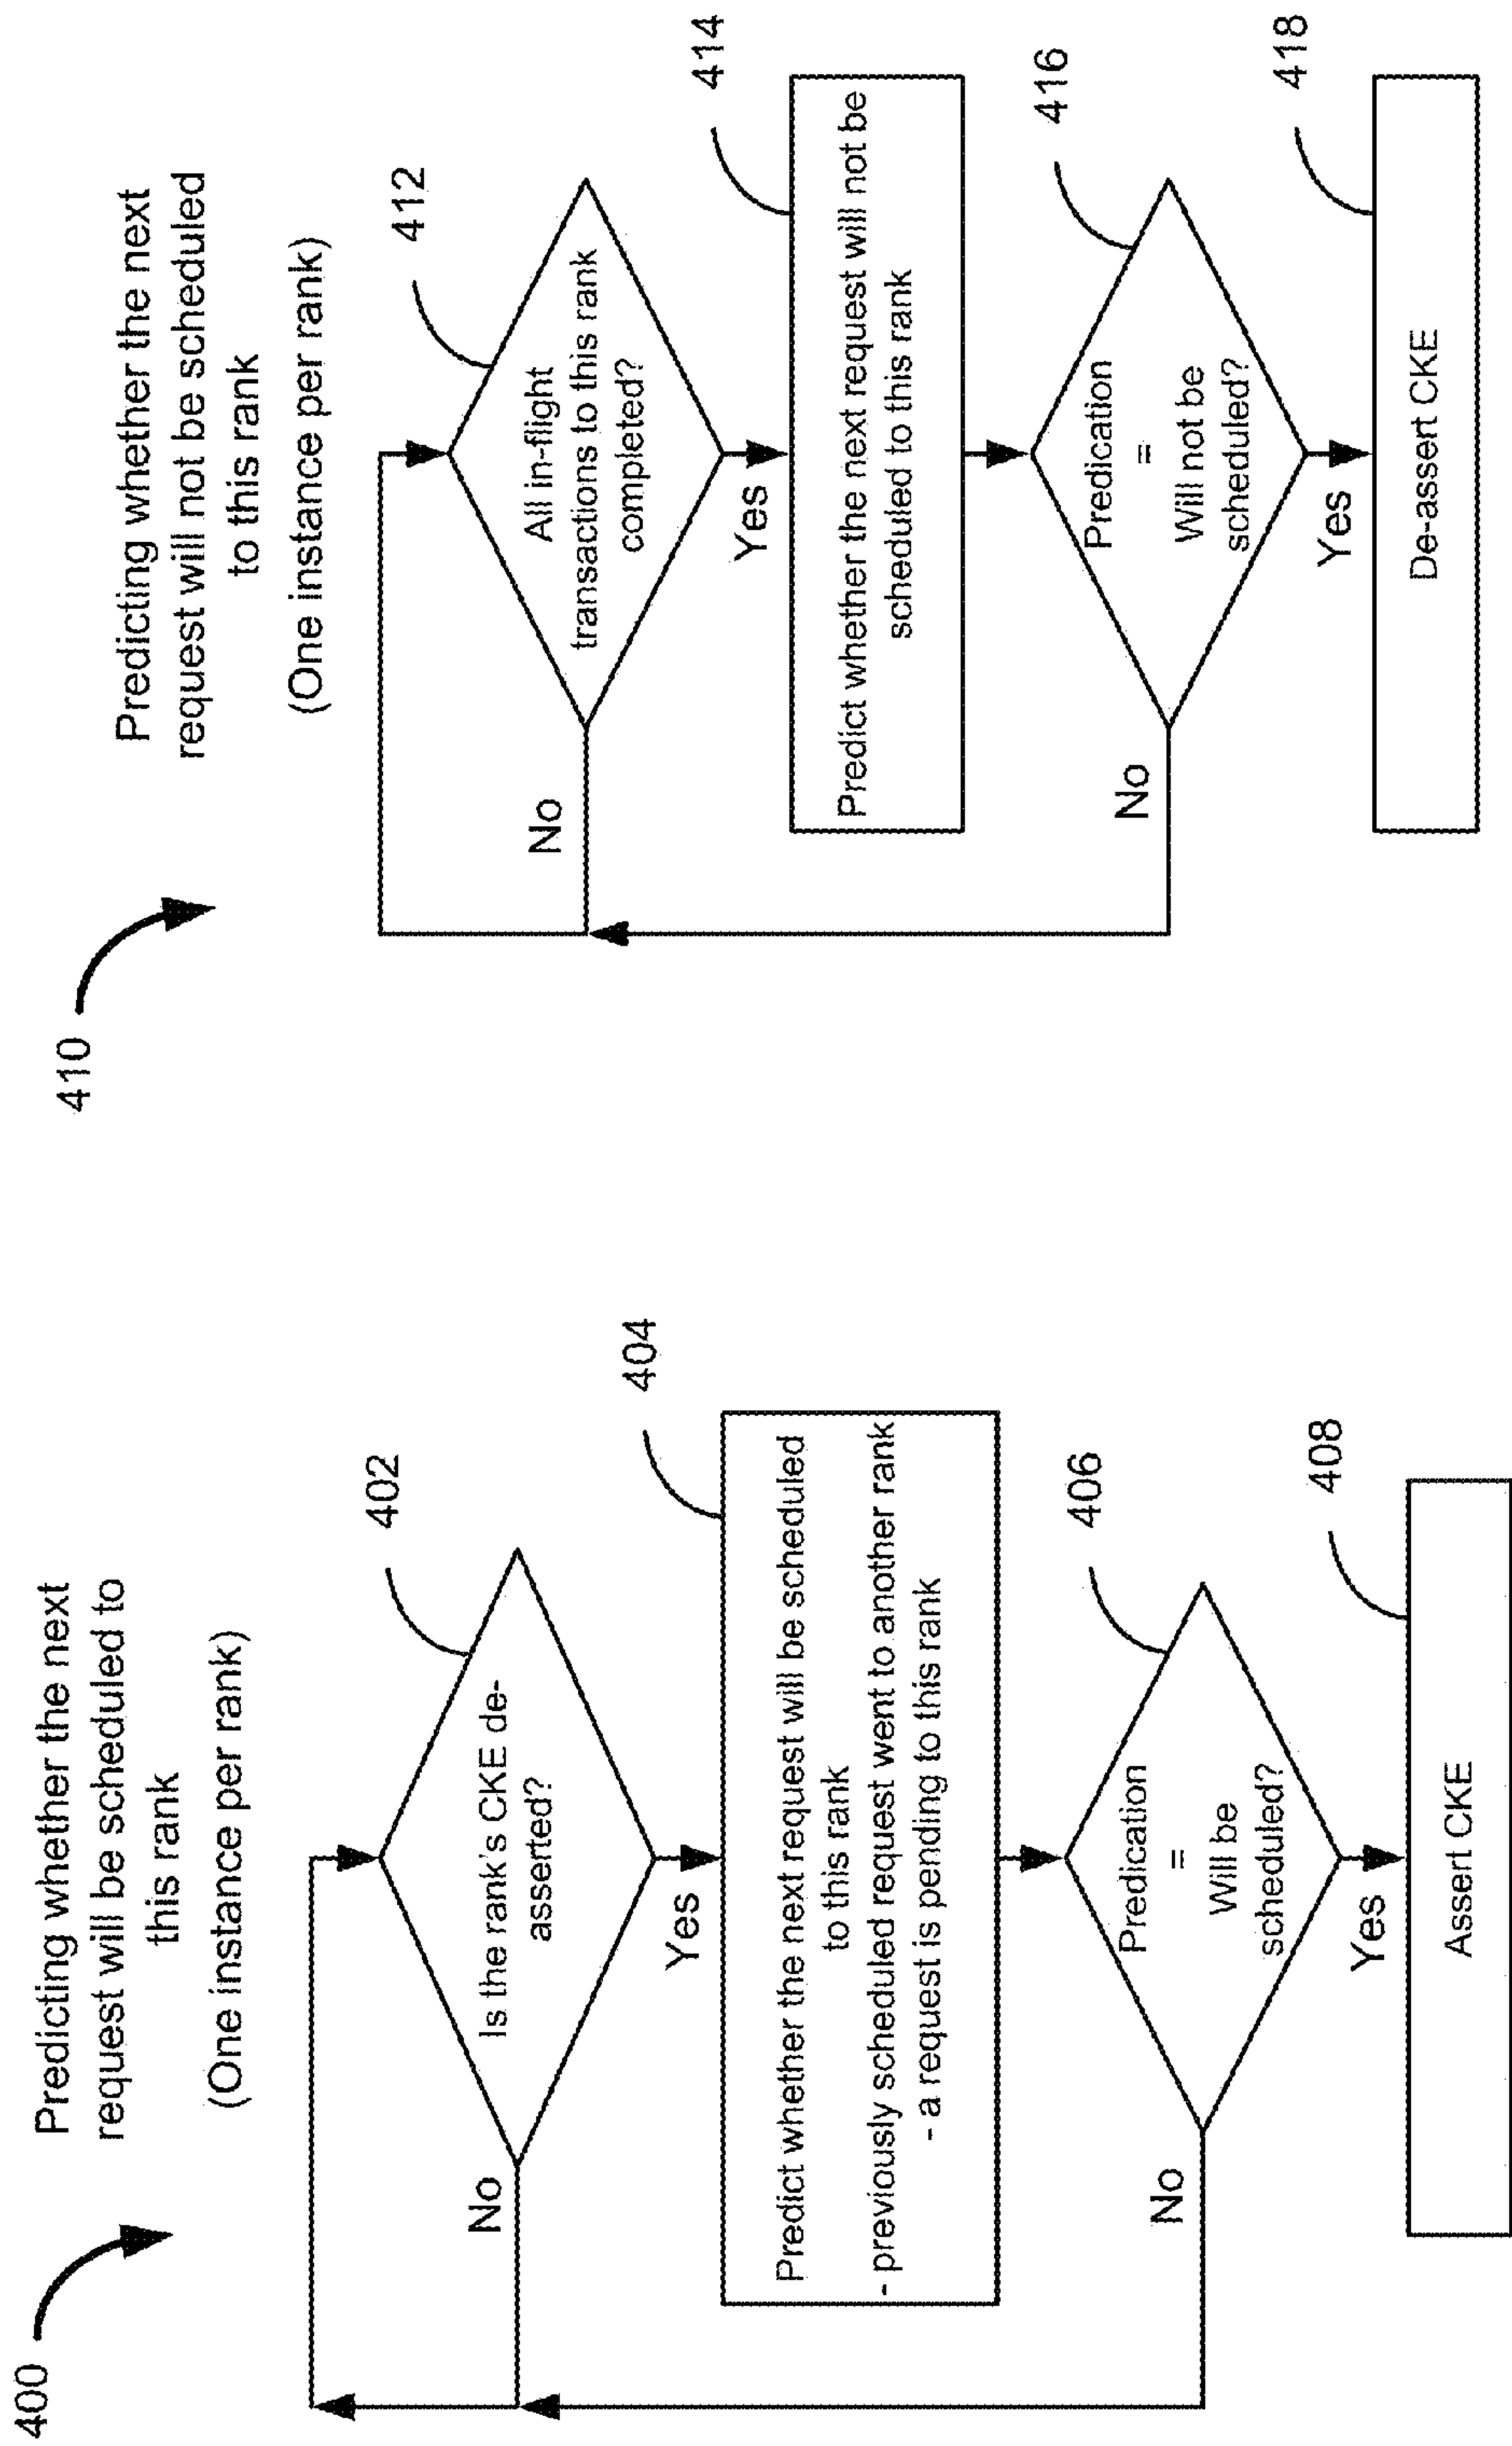 400
Predicting whether the next
request will be scheduled to
this rank
(One instance per rank)
402
Is the rank's CKE de-
asserted?
No
Yes
404
Predict whether the next request will be scheduled
to this rank
- previously scheduled request went to another rank
- a request is pending to this rank
406
Predication
=
Will be
scheduled?
No
Yes
408
Assert CKE
410
Predicting whether the next
request will not be scheduled
to this rank
(One instance per rank)
412
All in-flight
transactions to this rank
completed?
No
Yes
414
Predict whether the next request will not be
scheduled to this rank
416
Predication
=
Will not be
scheduled?
No
Yes
418
De-assert CKE